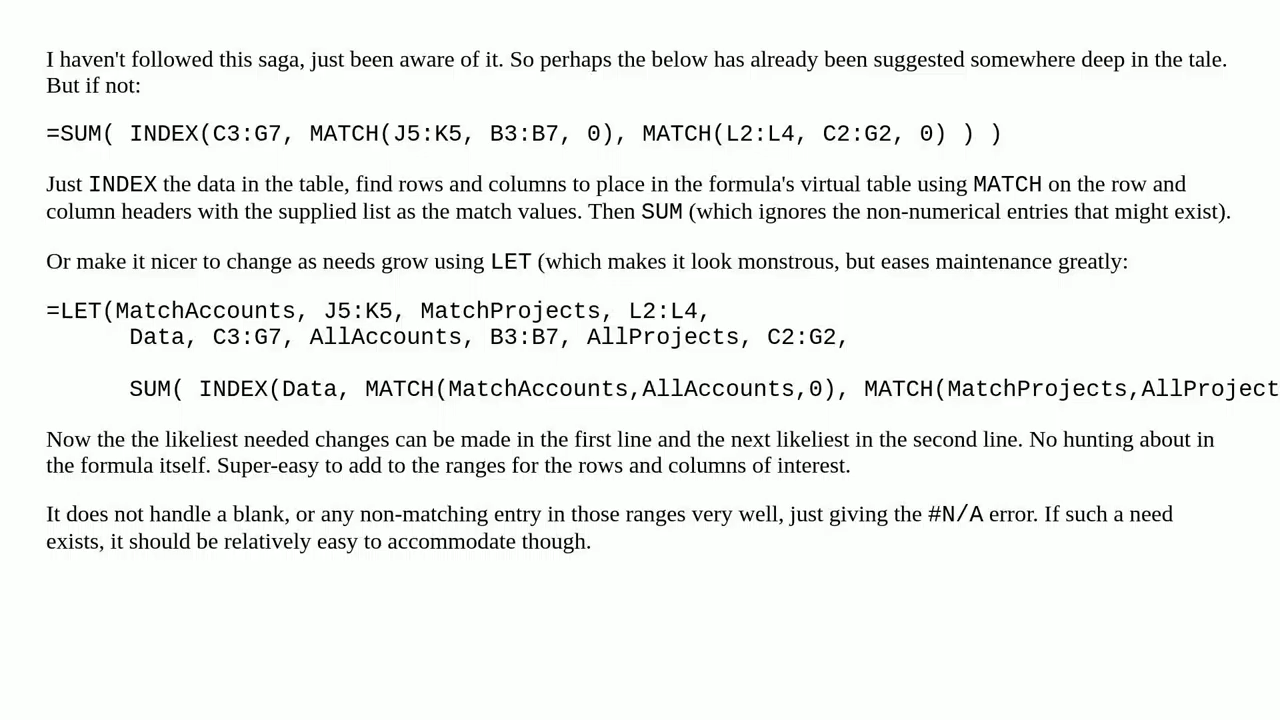 I haven't followed this saga, just been aware of it. So perhaps the below has already been suggested somewhere deep in the tale.
But if not:
=SUM( INDEX(C3:G7, MATCH(J5:K5, B3:B7, 0), MATCH(L2:L4, C2:G2, 0) ) )
Just INDEX the data in the table, find rows and columns to place in the formula's virtual table using MATCH on the row and
column headers with the supplied list as the match values. Then SUM (which ignores the non-numerical entries that might exist).
Or make it nicer to change as needs grow using LET (which makes it look monstrous, but eases maintenance greatly:
=LET(MatchAccounts, J5:K5, MatchProjects, L2:L4,
Data, C3:G7, AllAccounts, B3:B7, AllProjects, C2:G2,
SUM( INDEX(Data, MATCH(MatchAccounts,AllAccounts,0), MATCH(MatchProjects,AllProject
Now the the likeliest needed changes can be made in the first line and the next likeliest in the second line. No hunting about in
the formula itself. Super-easy to add to the ranges for the rows and columns of interest.
It does not handle a blank, or any non-matching entry in those ranges very well, just giving the #N/A error. If such a need
exists, it should be relatively easy to accommodate though.